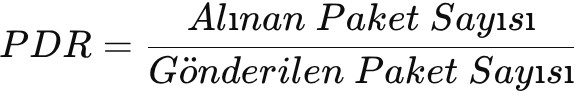 PDR = Alınan Paket Sayısı
Gönderilen Paket Sayısı